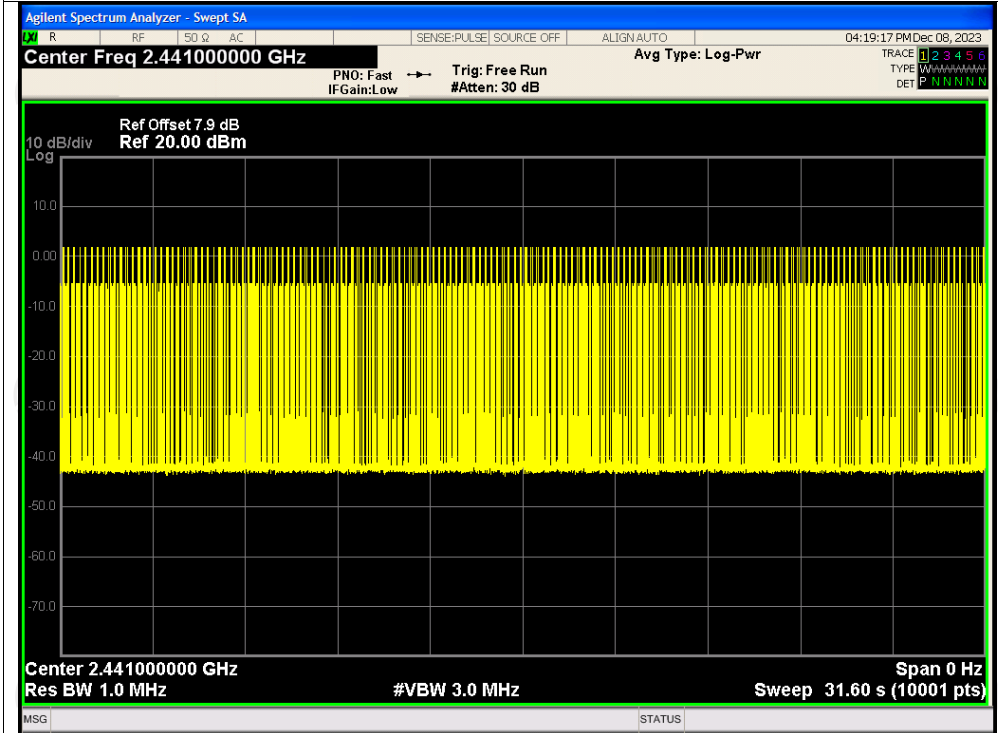 Agilent Spectrum Analyzer - Swept SA
LXI R RF 50 Ω AC SENSE:PULSE SOURCE OFF ALIGNAUTO 04:19:17 PMDec 08, 2023
Center Freq 2.441000000 GHz Avg Type: Log-Pwr TRACE 1 2 3 4 5 6
PNO: Fast Trig: Free Run TYPE WWWWWW
IFGain:Low #Atten: 30 dB DET P N N N N N
Ref Offset 7.9 dB
10 dB/div Ref 20.00 dBm
Log
10.0
0.00
-10.0
-20.0
-30.0
-40.0
-50.0
-60.0
-70.0
Center 2.441000000 GHz Span 0 Hz
Res BW 1.0 MHz #VBW 3.0 MHz Sweep 31.60 s (10001 pts)
MSG STATUS